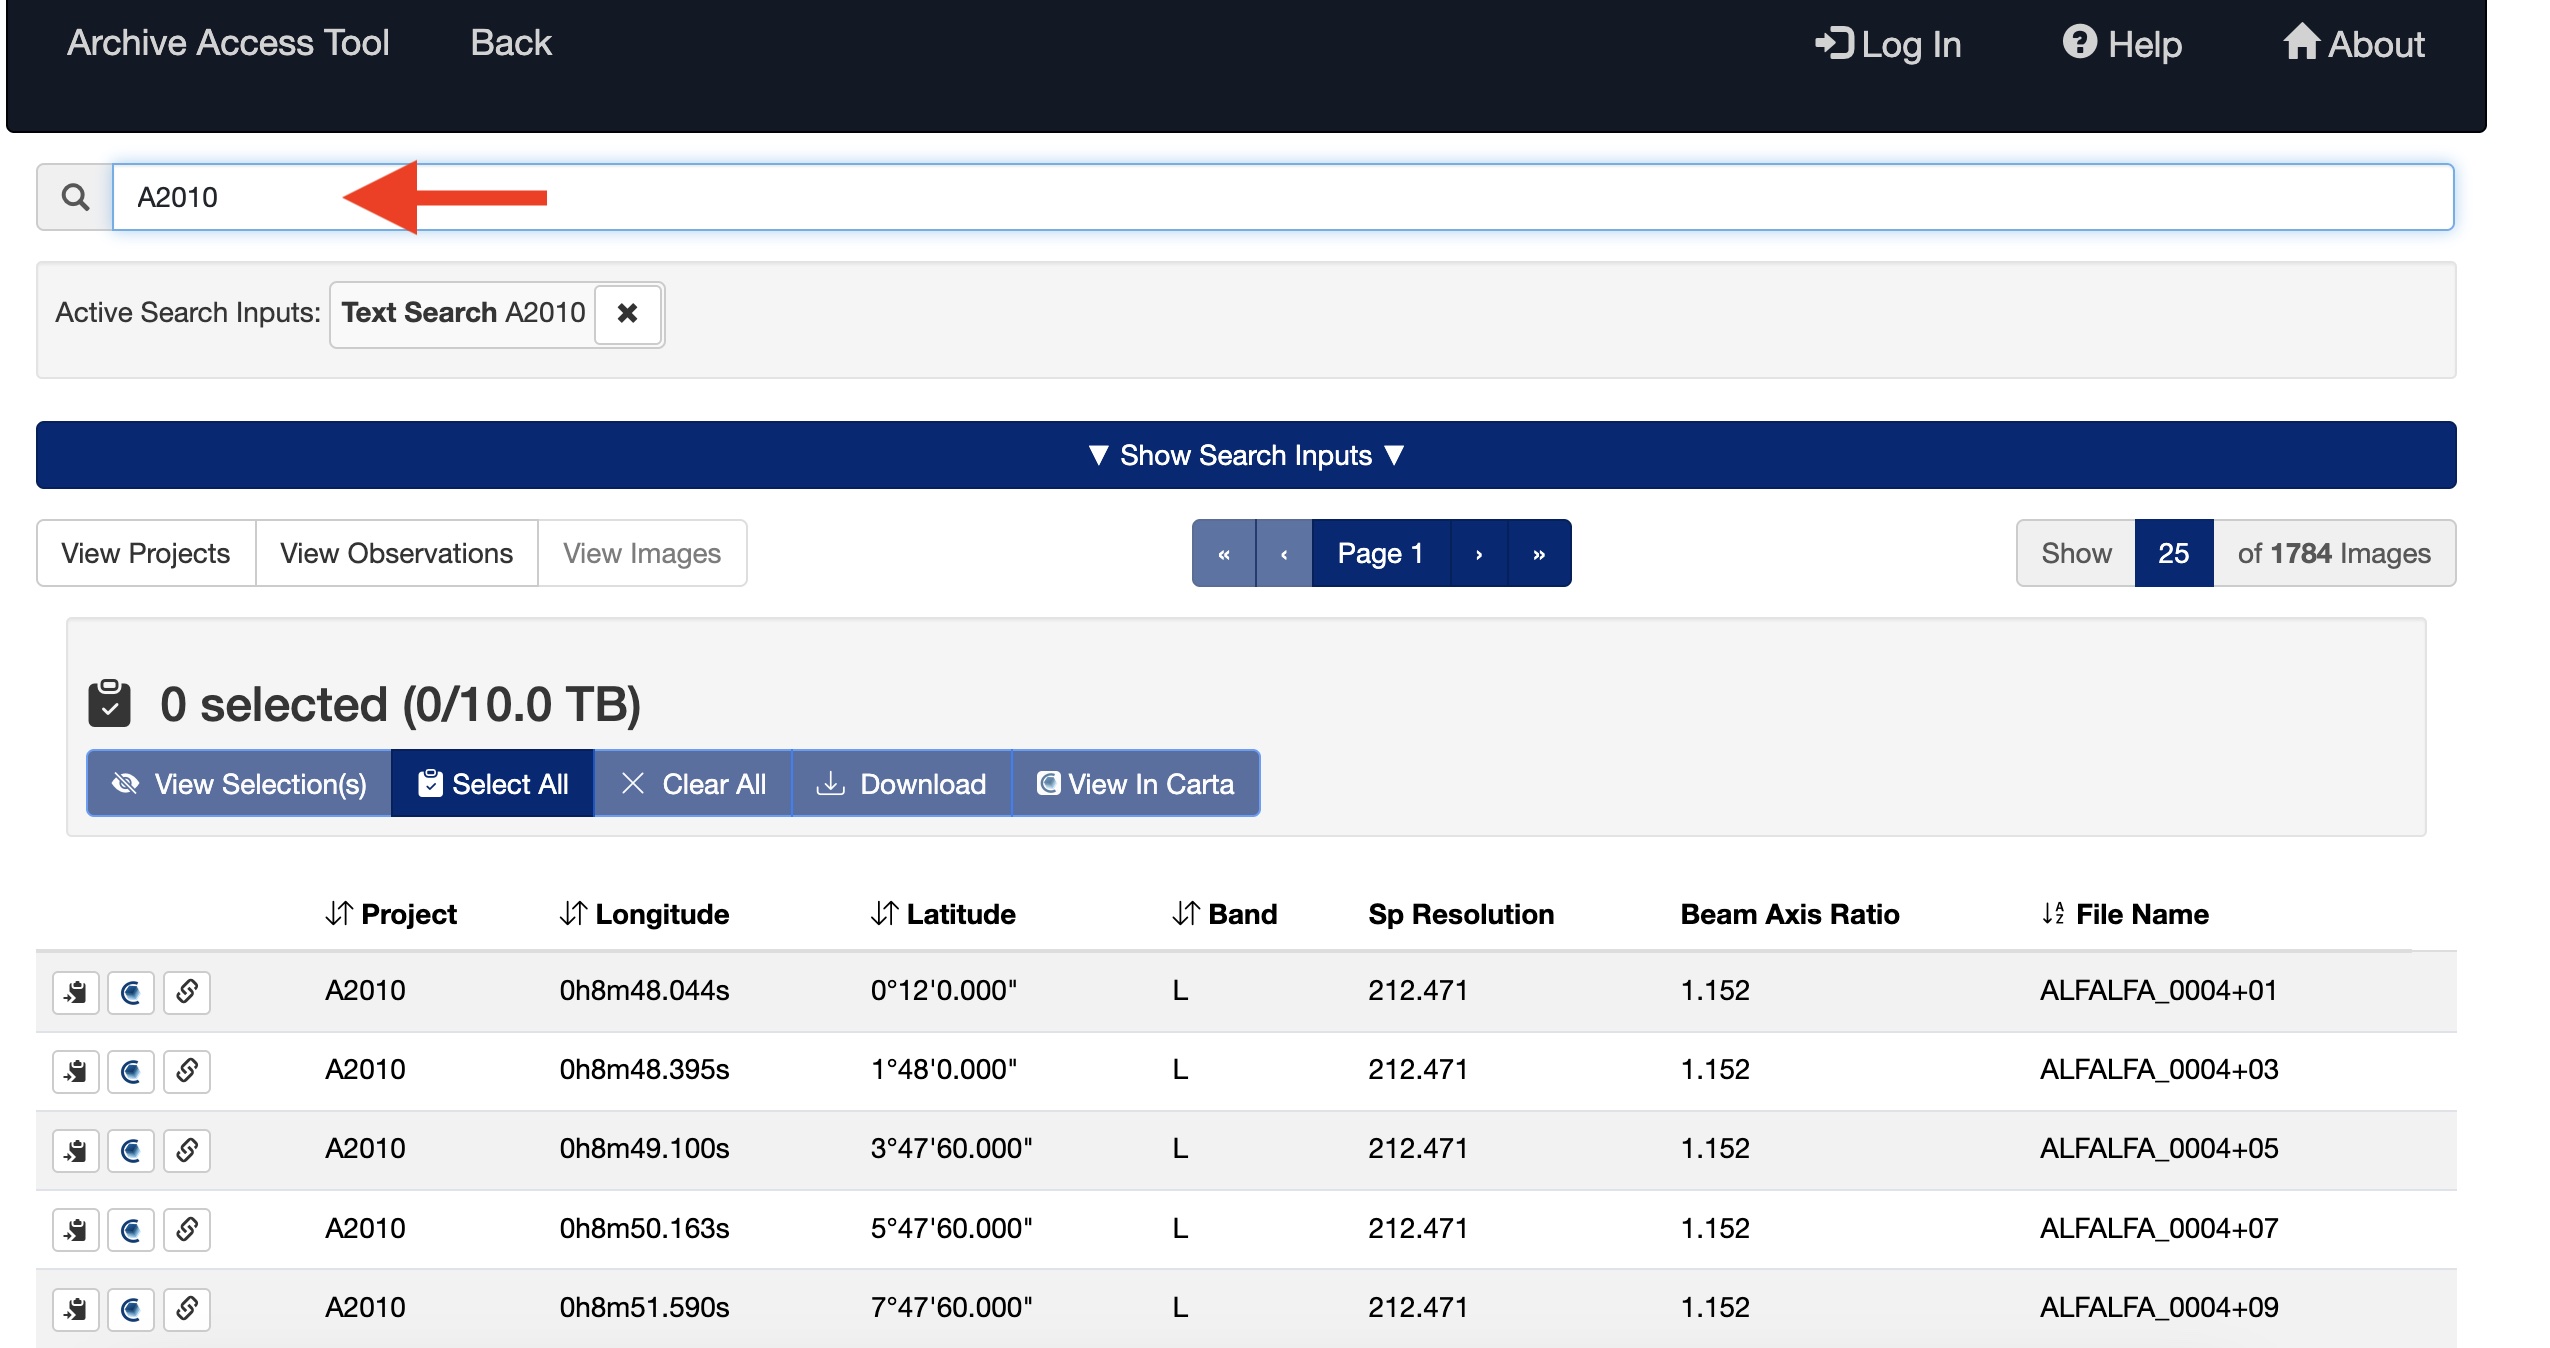 Archive Access Tool Back Log In Help About
A2010
Active Search Inputs: Text Search A2010 ✖
▼ Show Search Inputs ▼
View Projects View Observations View Images « ‹ Page 1 › » Show 25 of 1784 Images
0 selected (0/10.0 TB)
View Selection(s) Select All Clear All Download View In Carta
Project Longitude Latitude Band Sp Resolution Beam Axis Ratio File Name
A2010 0h8m48.044s 0°12'0.000" L 212.471 1.152 ALFALFA_0004+01
A2010 0h8m48.395s 1°48'0.000" L 212.471 1.152 ALFALFA_0004+03
A2010 0h8m49.100s 3°47'60.000" L 212.471 1.152 ALFALFA_0004+05
A2010 0h8m50.163s 5°47'60.000" L 212.471 1.152 ALFALFA_0004+07
A2010 0h8m51.590s 7°47'60.000" L 212.471 1.152 ALFALFA_0004+09